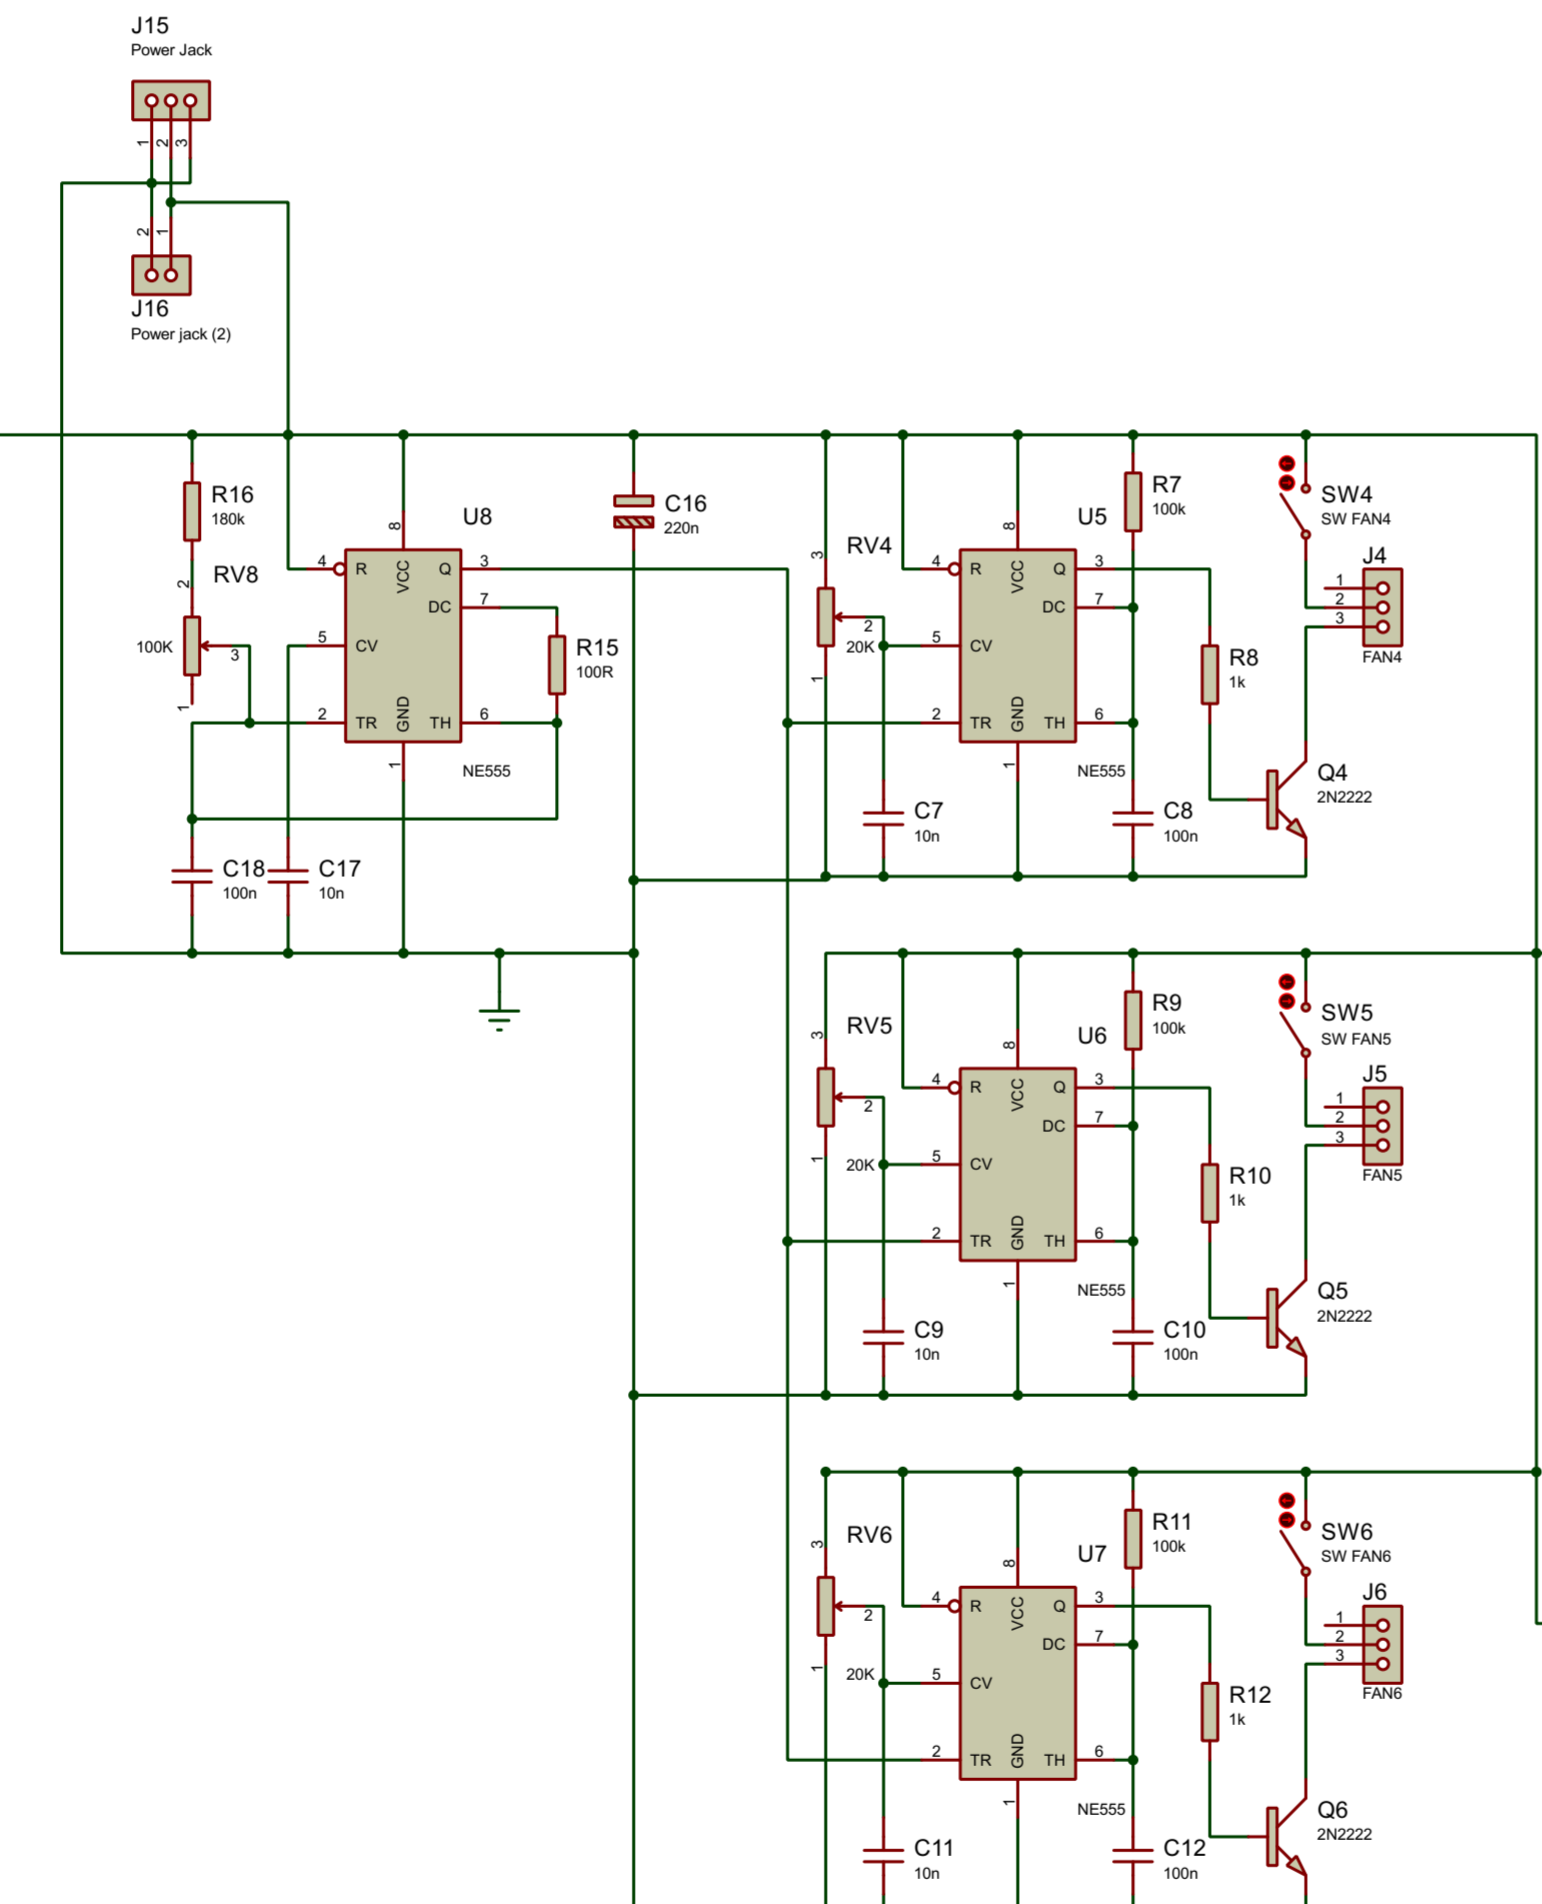 J15
Power Jack
1 2 3
2 1
J16
Power jack (2)
R16
180k
2
RV8
100K
3
1
U8
8
4 R VCC Q 3
DC 7
5 CV
2 TR GND TH 6
1
NE555
R15
100R
C18
100n
C17
10n
C16
220n
RV4
3
2
20K
1
U5
8
4 R VCC Q 3
DC 7
5 CV
2 TR GND TH 6
1
NE555
R7
100k
R8
1k
C7
10n
C8
100n
SW4
SW FAN4
J4
1
2
3
FAN4
Q4
2N2222
RV5
3
2
1
20K
U6
8
4 R VCC Q 3
DC 7
5 CV
2 TR GND TH 6
1
NE555
R9
100k
R10
1k
C9
10n
C10
100n
SW5
SW FAN5
J5
1
2
3
FAN5
Q5
2N2222
RV6
3
2
1
20K
U7
8
4 R VCC Q 3
DC 7
5 CV
2 TR GND TH 6
1
NE555
R11
100k
R12
1k
C11
10n
C12
100n
SW6
SW FAN6
J6
1
2
3
FAN6
Q6
2N2222